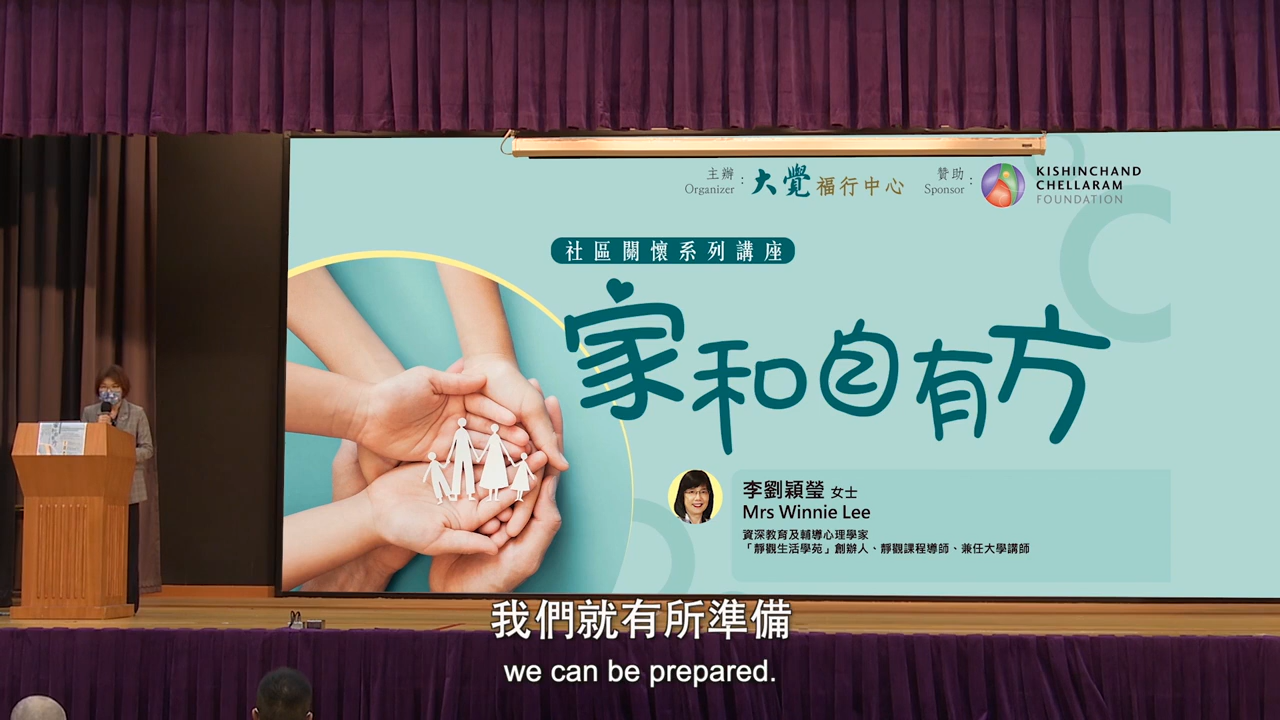 主辦：大覺福行中心
Organizer
贊助：
Sponsor
KISHINCHAND
CHELLARAM
FOUNDATION
社區關懷系列講座
家和自有方
李劉穎瑩 女士
Mrs Winnie Lee
資深教育及輔導心理學家
「靜觀生活學苑」創辦人、靜觀課程導師、兼任大學講師
我們就有所準備
we can be prepared.